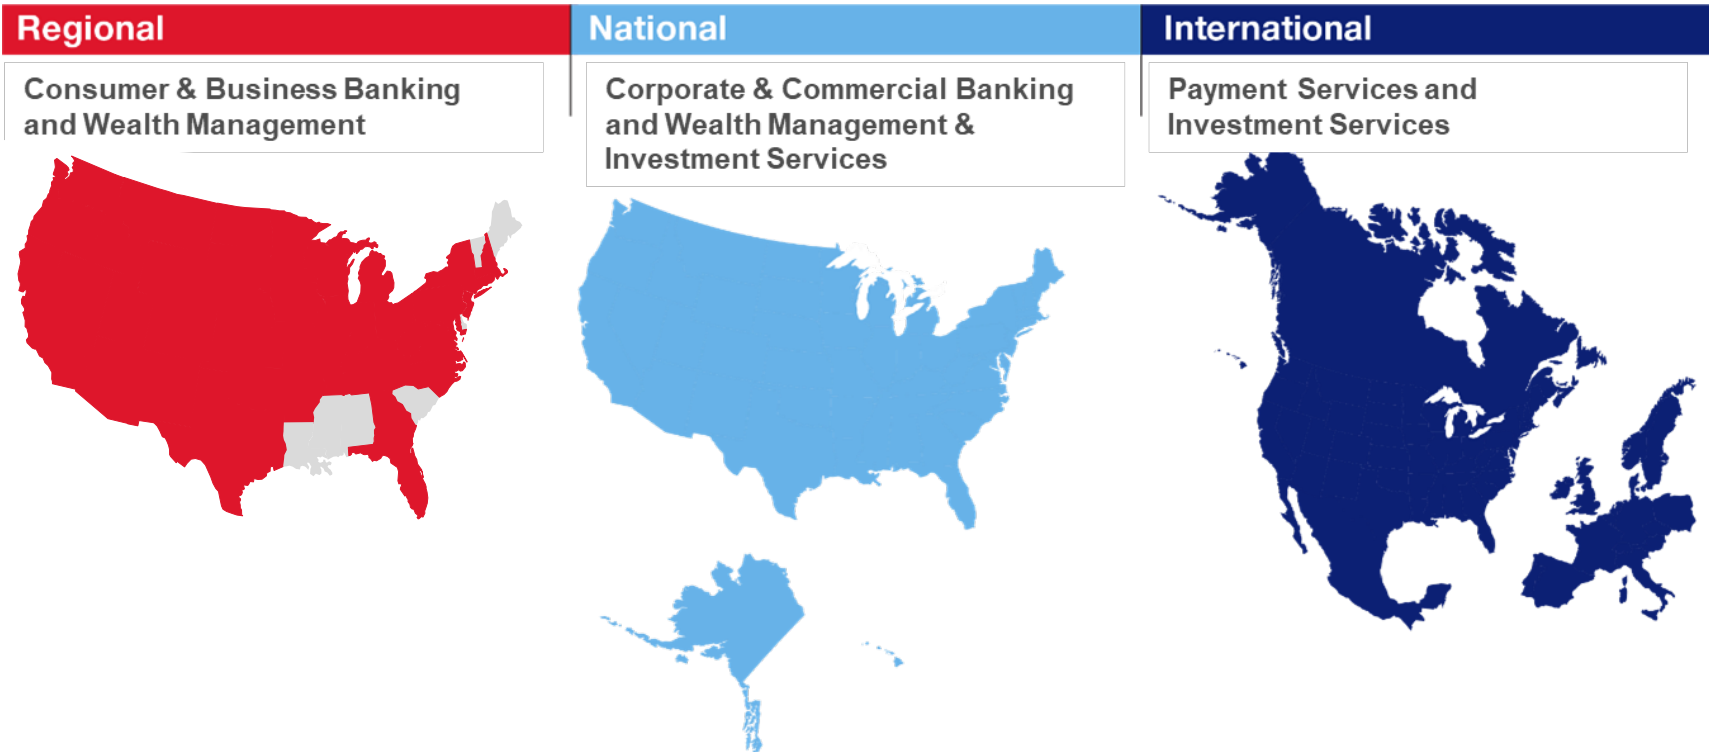 Regional
Consumer & Business Banking
and Wealth Management
National
Corporate & Commercial Banking
and Wealth Management &
Investment Services
International
Payment Services and
Investment Services